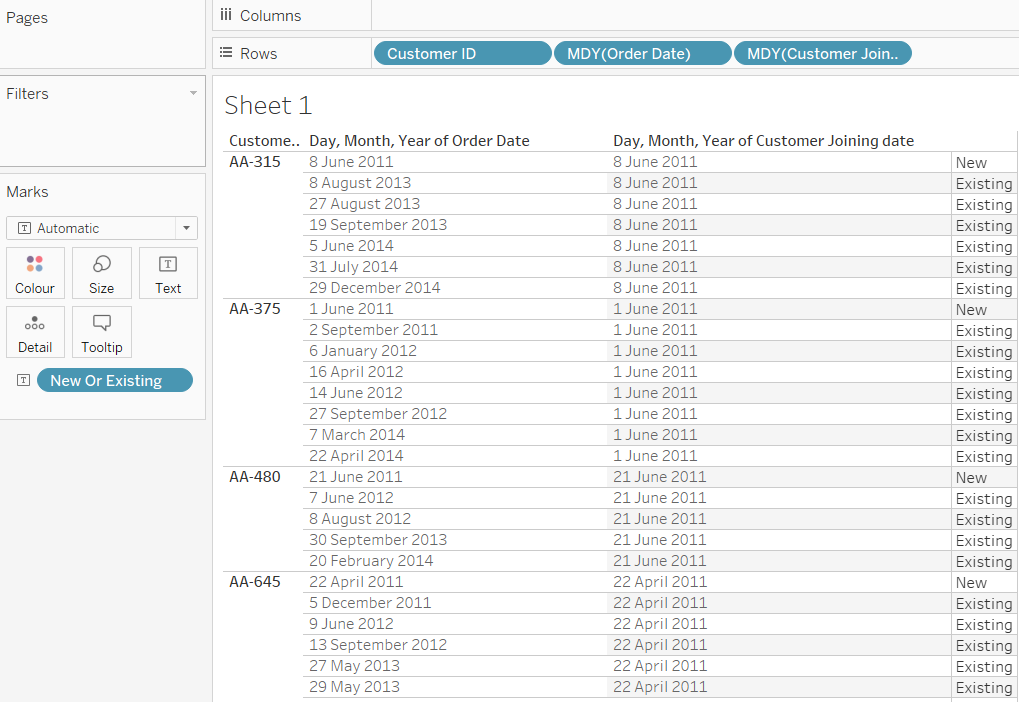 Pages
Columns
Rows Customer ID MDY(Order Date) MDY(Customer Join..
Filters
Marks
Automatic
Colour Size Text
Detail Tooltip
New Or Existing
Sheet 1
Custome.. Day, Month, Year of Order Date Day, Month, Year of Customer Joining date
AA-315 8 June 2011 8 June 2011 New
8 August 2013 8 June 2011 Existing
27 August 2013 8 June 2011 Existing
19 September 2013 8 June 2011 Existing
5 June 2014 8 June 2011 Existing
31 July 2014 8 June 2011 Existing
29 December 2014 8 June 2011 Existing
AA-375 1 June 2011 1 June 2011 New
2 September 2011 1 June 2011 Existing
6 January 2012 1 June 2011 Existing
16 April 2012 1 June 2011 Existing
14 June 2012 1 June 2011 Existing
27 September 2012 1 June 2011 Existing
7 March 2014 1 June 2011 Existing
22 April 2014 1 June 2011 Existing
AA-480 21 June 2011 21 June 2011 New
7 June 2012 21 June 2011 Existing
8 August 2012 21 June 2011 Existing
30 September 2013 21 June 2011 Existing
20 February 2014 21 June 2011 Existing
AA-645 22 April 2011 22 April 2011 New
5 December 2011 22 April 2011 Existing
9 June 2012 22 April 2011 Existing
13 September 2012 22 April 2011 Existing
27 May 2013 22 April 2011 Existing
29 May 2013 22 April 2011 Existing